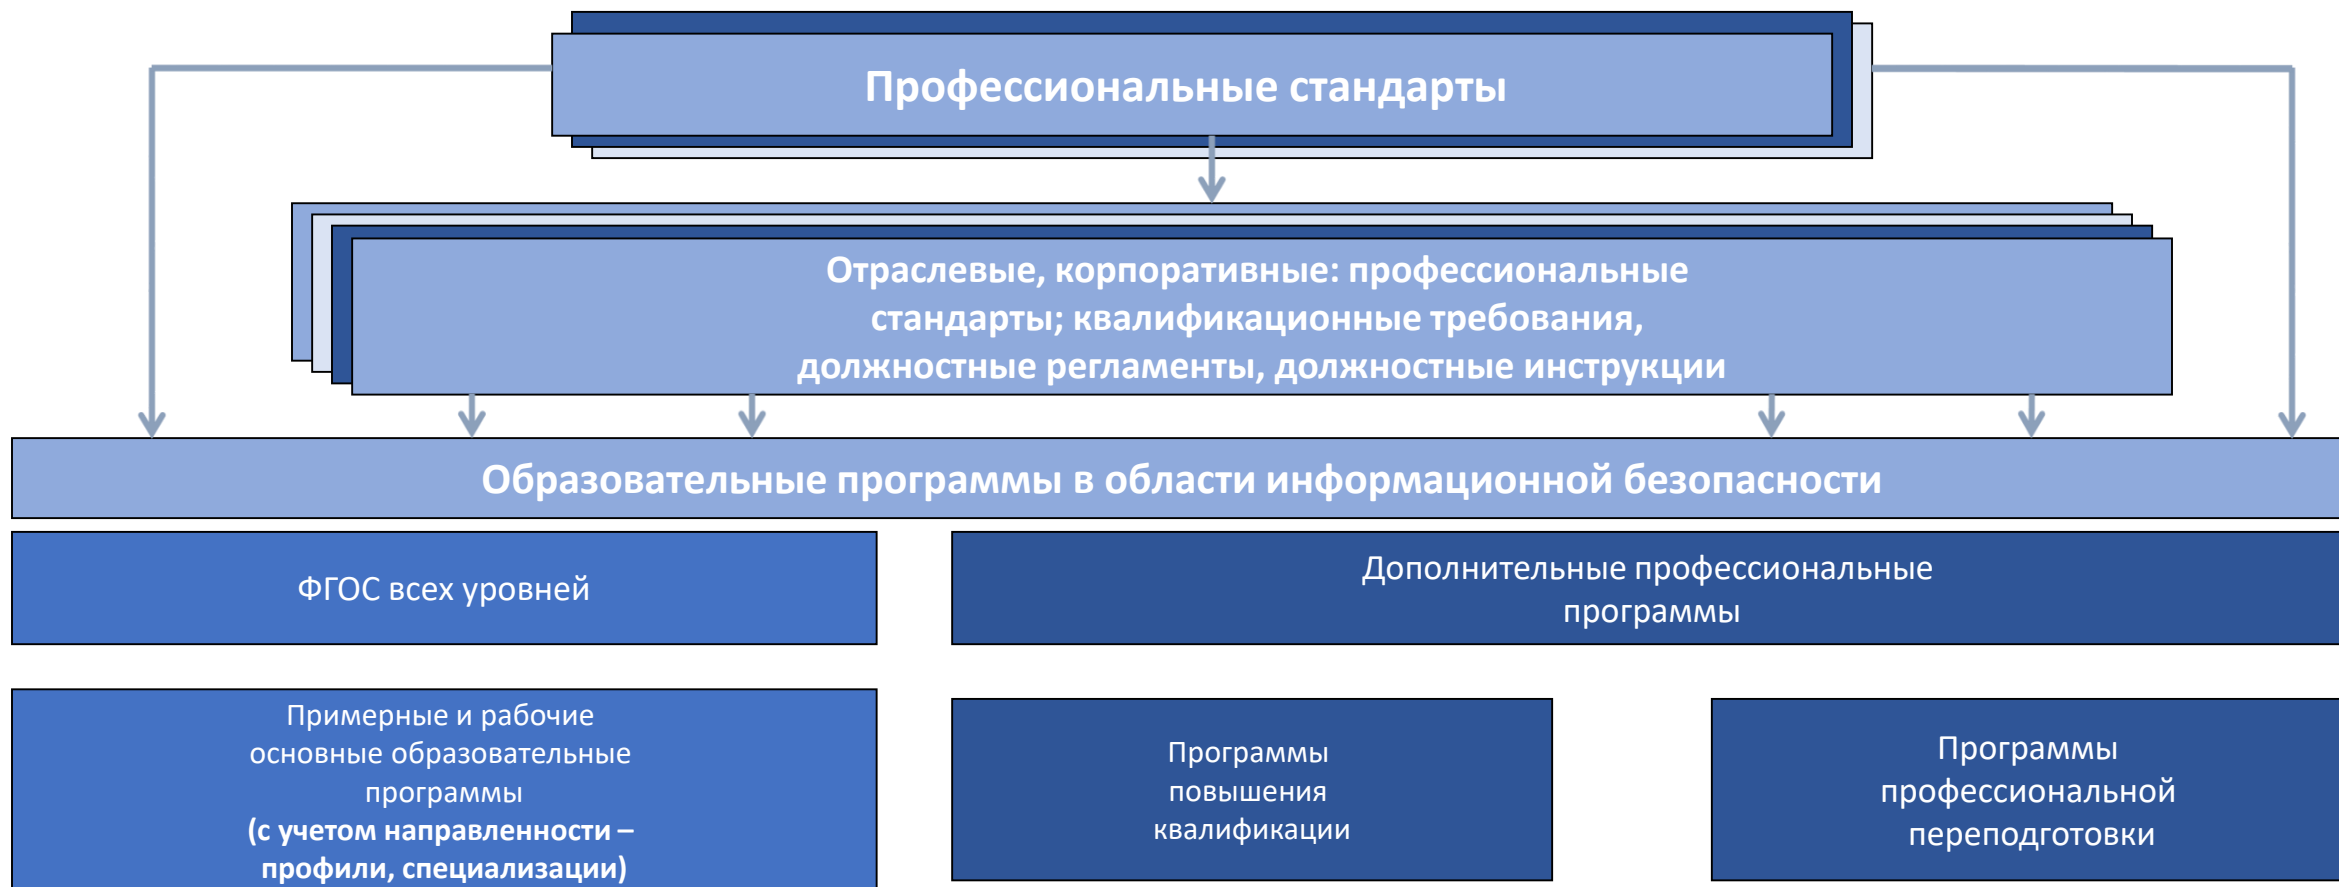 Профессиональные стандарты
Отраслевые, корпоративные: профессиональные
стандарты; квалификационные требования,
должностные регламенты, должностные инструкции
Образовательные программы в области информационной безопасности
ФГОС всех уровней
Дополнительные профессиональные
программы
Примерные и рабочие
основные образовательные
программы
(с учетом направленности –
профили, специализации)
Программы
повышения
квалификации
Программы
профессиональной
переподготовки